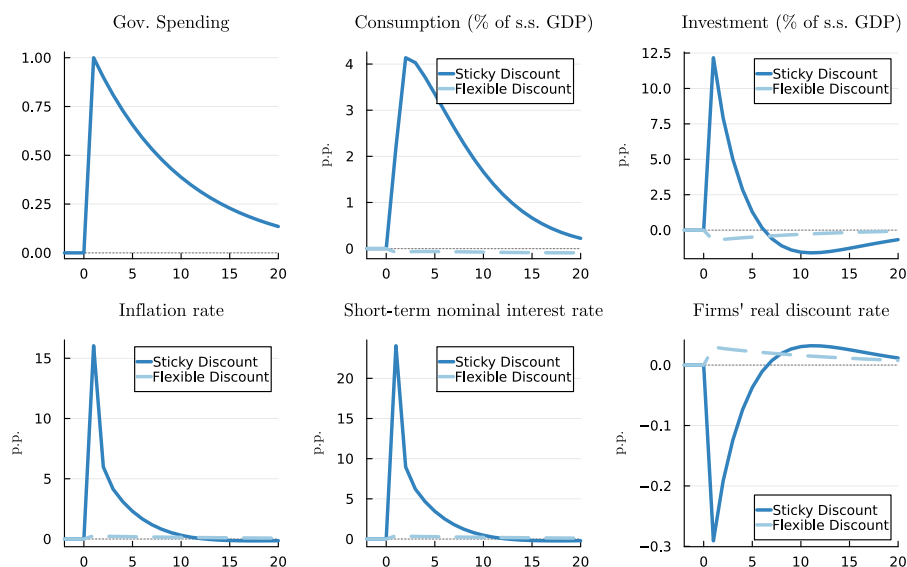 Gov. Spending
1.00
0.75
0.50
0.25
0.00
0 5 10 15 20
Consumption (% of s.s. GDP)
p.p.
4
3
2
1
0
Sticky Discount
Flexible Discount
0 5 10 15 20
Investment (% of s.s. GDP)
p.p.
12.5
10.0
7.5
5.0
2.5
0.0
Sticky Discount
Flexible Discount
0 5 10 15 20
Inflation rate
p.p.
15
10
5
0
Sticky Discount
Flexible Discount
0 5 10 15 20
Short-term nominal interest rate
p.p.
20
15
10
5
0
Sticky Discount
Flexible Discount
0 5 10 15 20
Firms' real discount rate
p.p.
0.0
−0.1
−0.2
−0.3
Sticky Discount
Flexible Discount
0 5 10 15 20